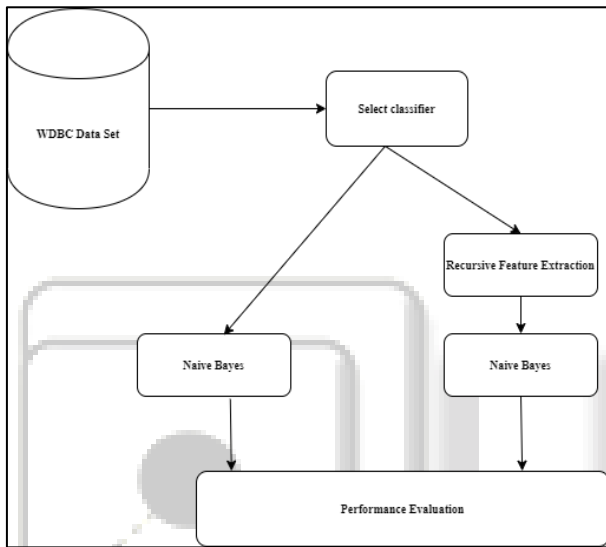 WDBC Data Set
Select classifier
Recursive Feature Extraction
Naive Bayes
Naive Bayes
Performance Evaluation